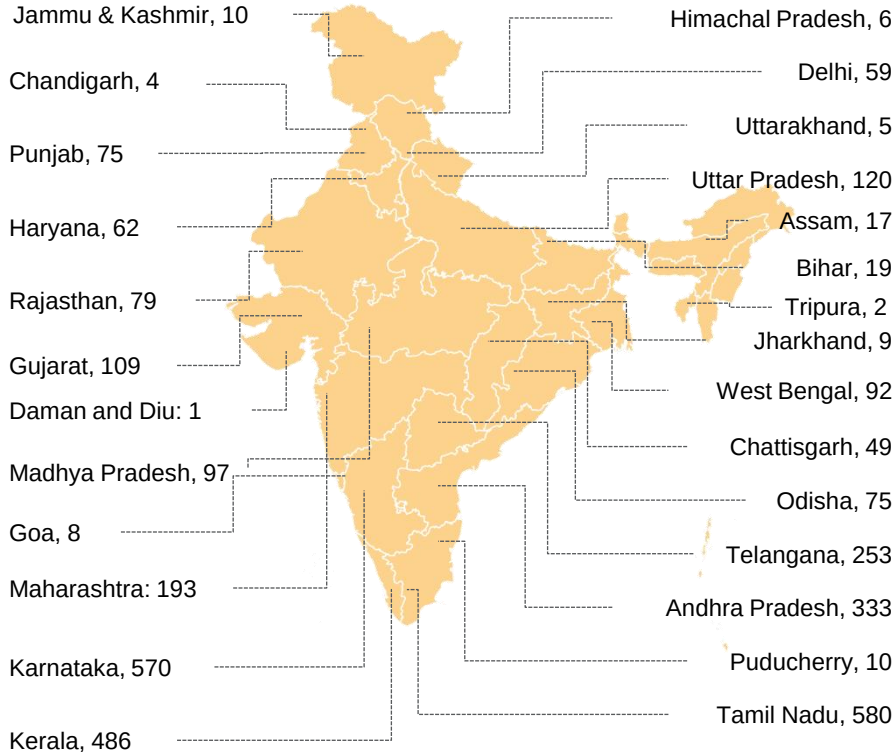 Jammu & Kashmir, 10
Chandigarh, 4
Punjab, 75
Haryana, 62
Rajasthan, 79
Gujarat, 109
Daman and Diu: 1
Madhya Pradesh, 97
Goa, 8
Maharashtra: 193
Karnataka, 570
Kerala, 486
Himachal Pradesh, 6
Delhi, 59
Uttarakhand, 5
Uttar Pradesh, 120
Assam, 17
Bihar, 19
Tripura, 2
Jharkhand, 9
West Bengal, 92
Chattisgarh, 49
Odisha, 75
Telangana, 253
Andhra Pradesh, 333
Puducherry, 10
Tamil Nadu, 580